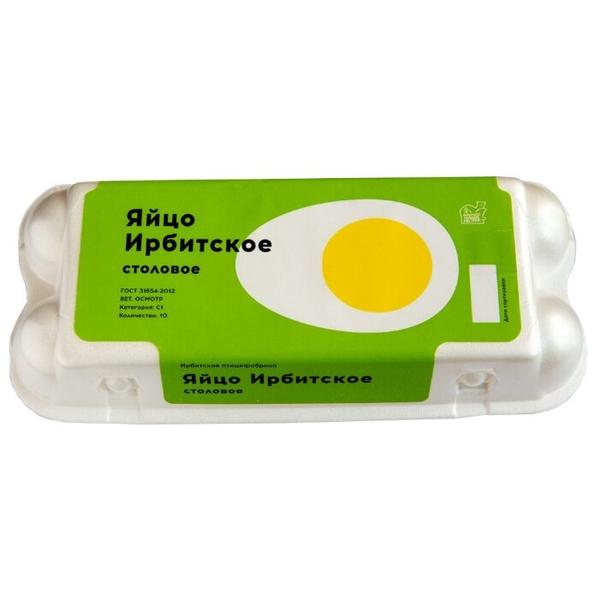 Яйцо
Ирбитское
столовое
ГОСТ 31654-2012
ВЕТ. ОСМОТР
Категория: С1
Количество: 10
Дата сортировки
Ирбитская птицефабрика
Яйцо Ирбитское
столовое